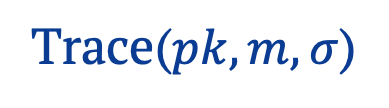 Trace(pk, m, σ)